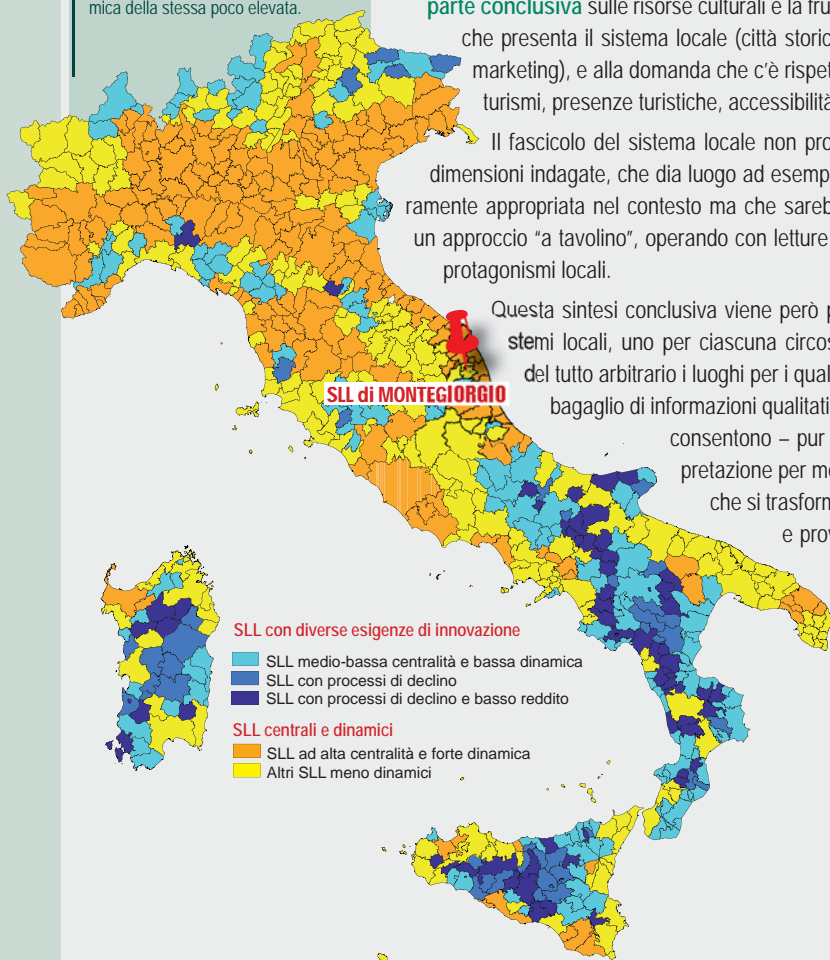 mica della stessa poco elevata.
parte conclusiva sulle risorse culturali e la fru
che presenta il sistema locale (città storic
marketing), e alla domanda che c'è rispet
turismi, presenze turistiche, accessibilità
Il fascicolo del sistema locale non pro
dimensioni indagate, che dia luogo ad esemp
ramente appropriata nel contesto ma che sareb
un approccio "a tavolino", operando con letture
protagonismi locali.
Questa sintesi conclusiva viene però p
stemi locali, uno per ciascuna circos
del tutto arbitrario i luoghi per i qual
bagaglio di informazioni qualitati
consentono – pur
pretazione per me
che si trasform
e prov
SLL di MONTEGIORGIO
SLL con diverse esigenze di innovazione
SLL medio-bassa centralità e bassa dinamica
SLL con processi di declino
SLL con processi di declino e basso reddito
SLL centrali e dinamici
SLL ad alta centralità e forte dinamica
Altri SLL meno dinamici